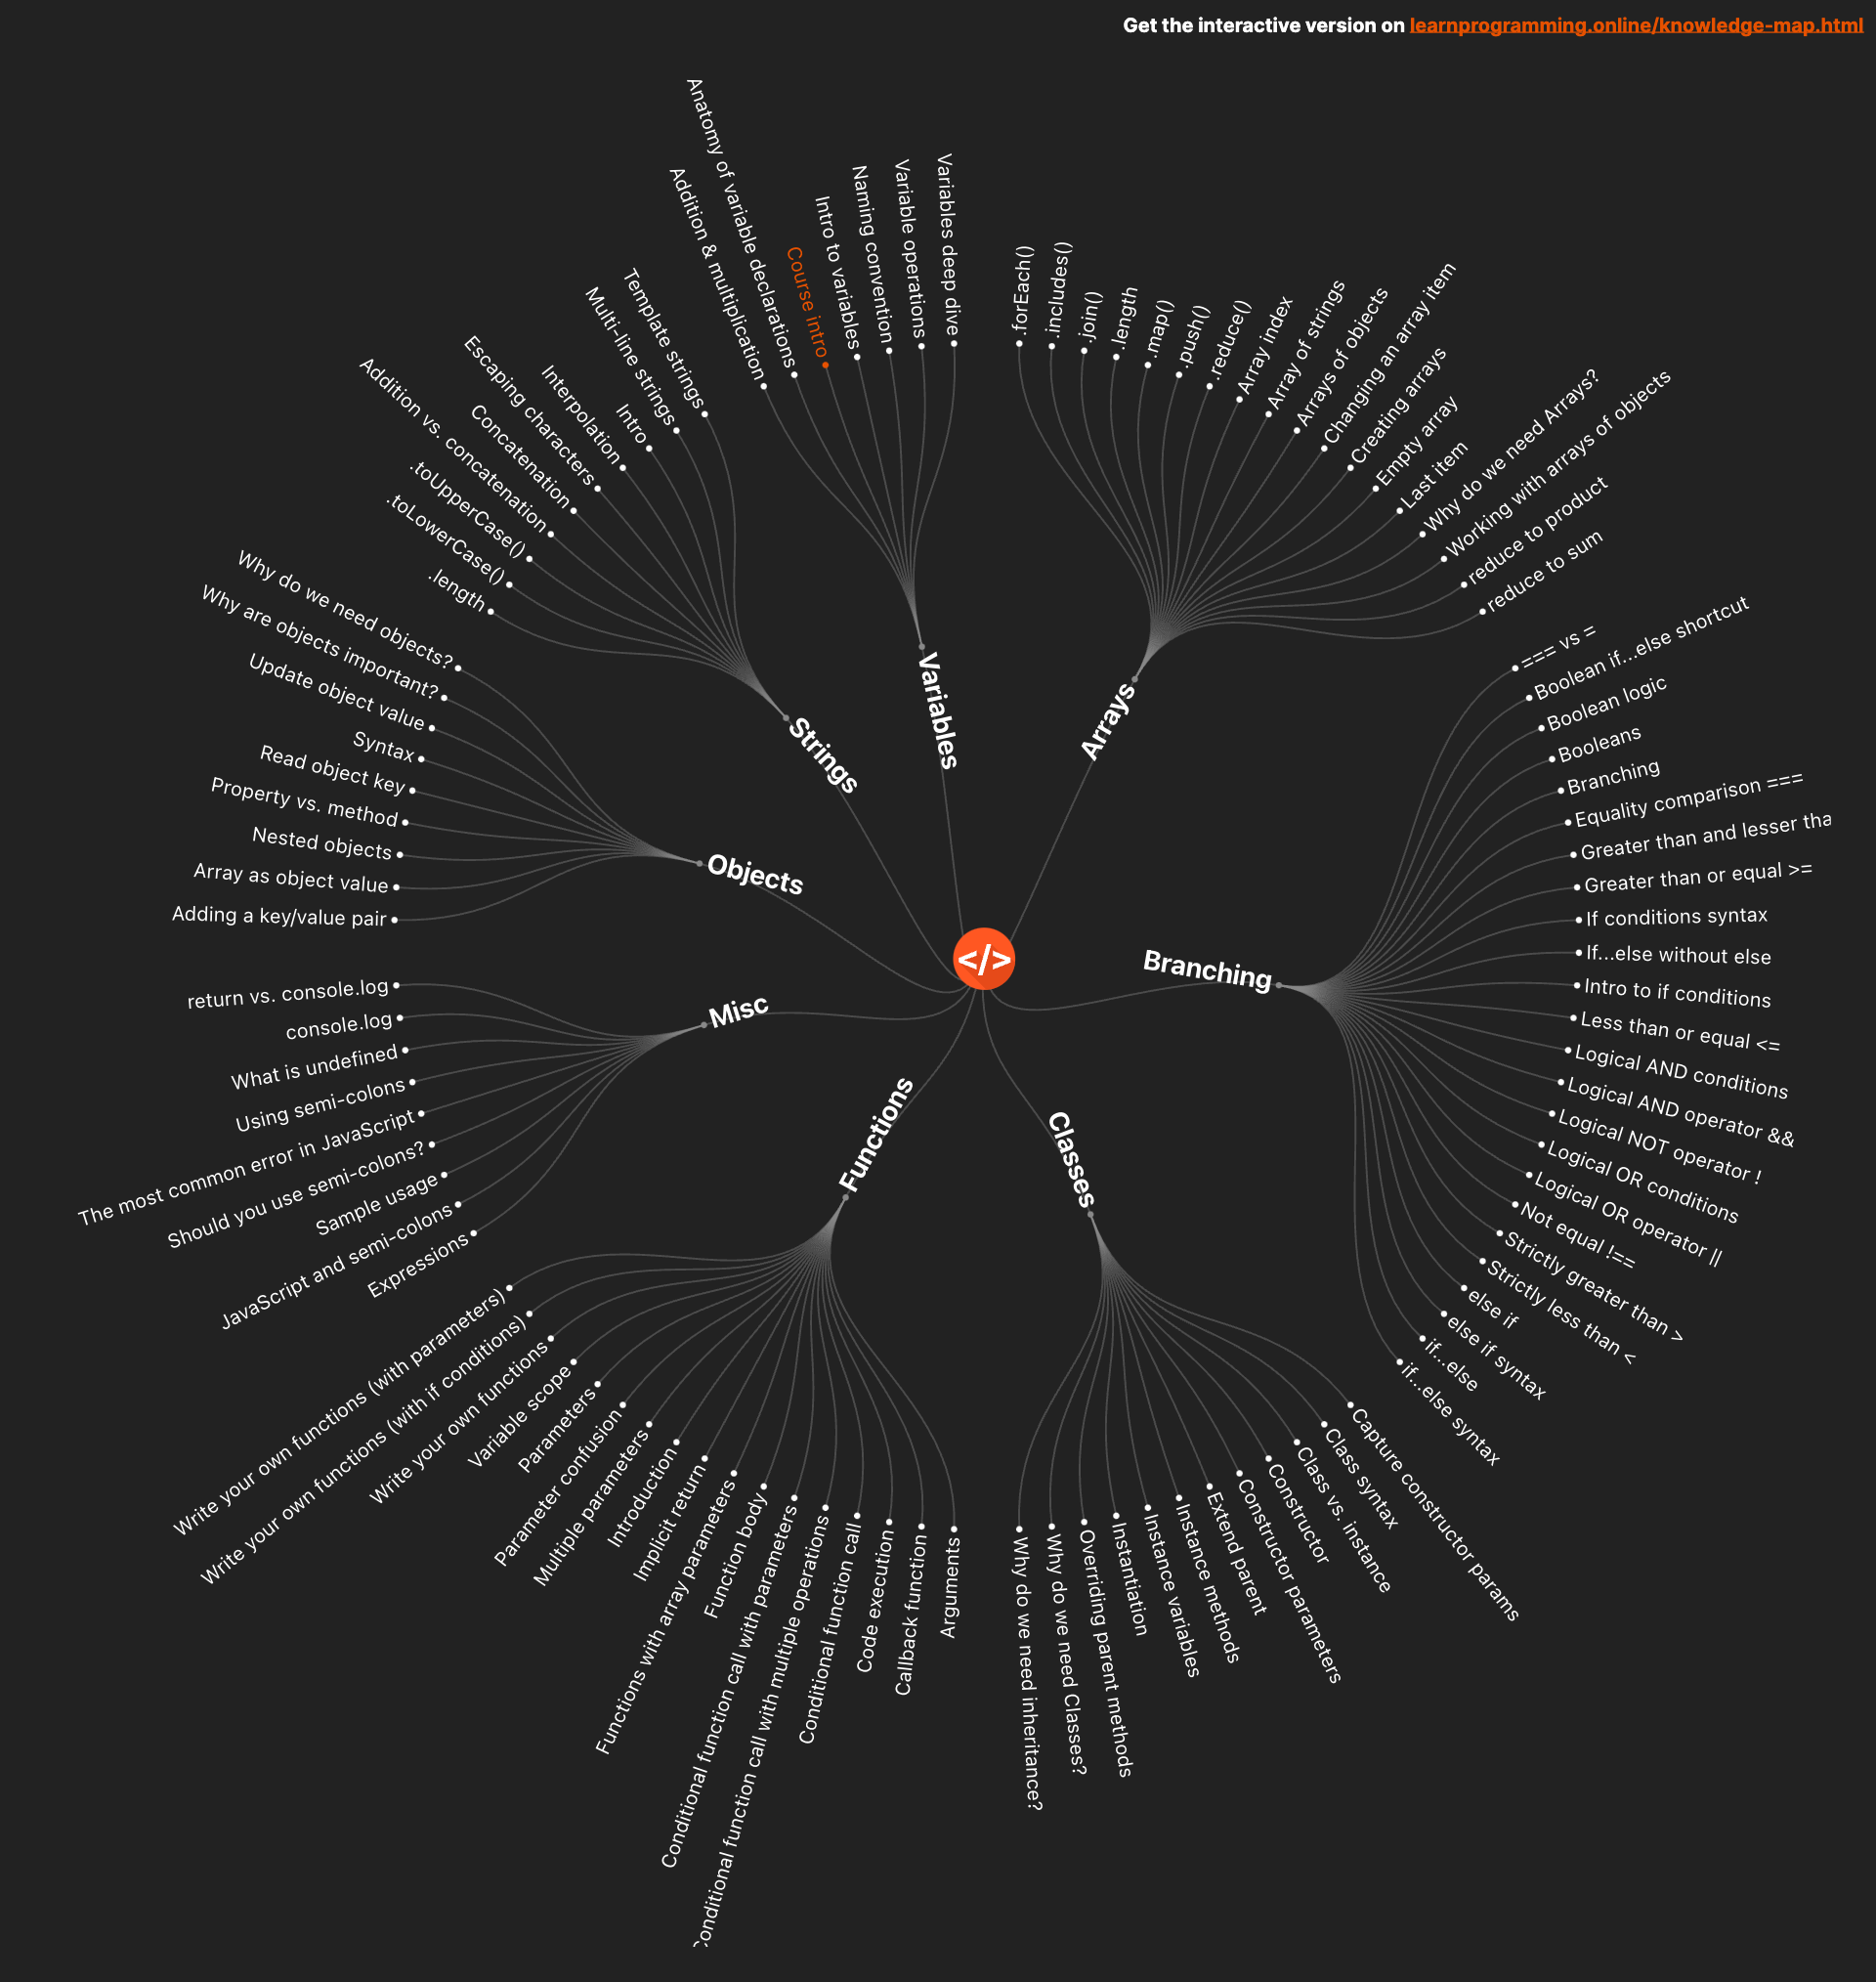 Get the interactive version on learnprogramming.online/knowledge-map.html
</>
Variables
Addition & multiplication
Anatomy of variable declarations
Course intro
Intro to variables
Naming convention
Variable operations
Variables deep dive
Arrays
.forEach()
.includes()
.join()
.length
.map()
.push()
.reduce()
Array index
Array of strings
Arrays of objects
Changing an array item
Creating arrays
Empty array
Last item
Why do we need Arrays?
Working with arrays of objects
reduce to product
reduce to sum
Branching
=== vs =
Boolean if...else shortcut
Boolean logic
Booleans
Branching
Equality comparison ===
Greater than and lesser tha
Greater than or equal >=
If conditions syntax
If...else without else
Intro to if conditions
Less than or equal <=
Logical AND conditions
Logical AND operator &&
Logical NOT operator !
Logical OR conditions
Logical OR operator ||
Not equal !==
Strictly greater than >
Strictly less than <
else if
else if syntax
if...else
if...else syntax
Classes
Capture constructor params
Class syntax
Class vs. instance
Constructor
Constructor parameters
Extend parent
Instance methods
Instance variables
Instantiation
Overriding parent methods
Why do we need Classes?
Why do we need inheritance?
Functions
Arguments
Callback function
Code execution
Conditional function call
Conditional function call with multiple operations
Conditional function call with parameters
Function body
Functions with array parameters
Implicit return
Introduction
Multiple parameters
Parameter confusion
Parameters
Variable scope
Write your own functions
Write your own functions (with if conditions)
Write your own functions (with parameters)
Misc
Expressions
JavaScript and semi-colons
Sample usage
Should you use semi-colons?
The most common error in JavaScript
Using semi-colons
What is undefined
console.log
return vs. console.log
Objects
Adding a key/value pair
Array as object value
Nested objects
Property vs. method
Read object key
Syntax
Update object value
Why are objects important?
Why do we need objects?
Strings
.length
.toLowerCase()
.toUpperCase()
Addition vs. concatenation
Concatenation
Escaping characters
Interpolation
Intro
Multi-line strings
Template strings